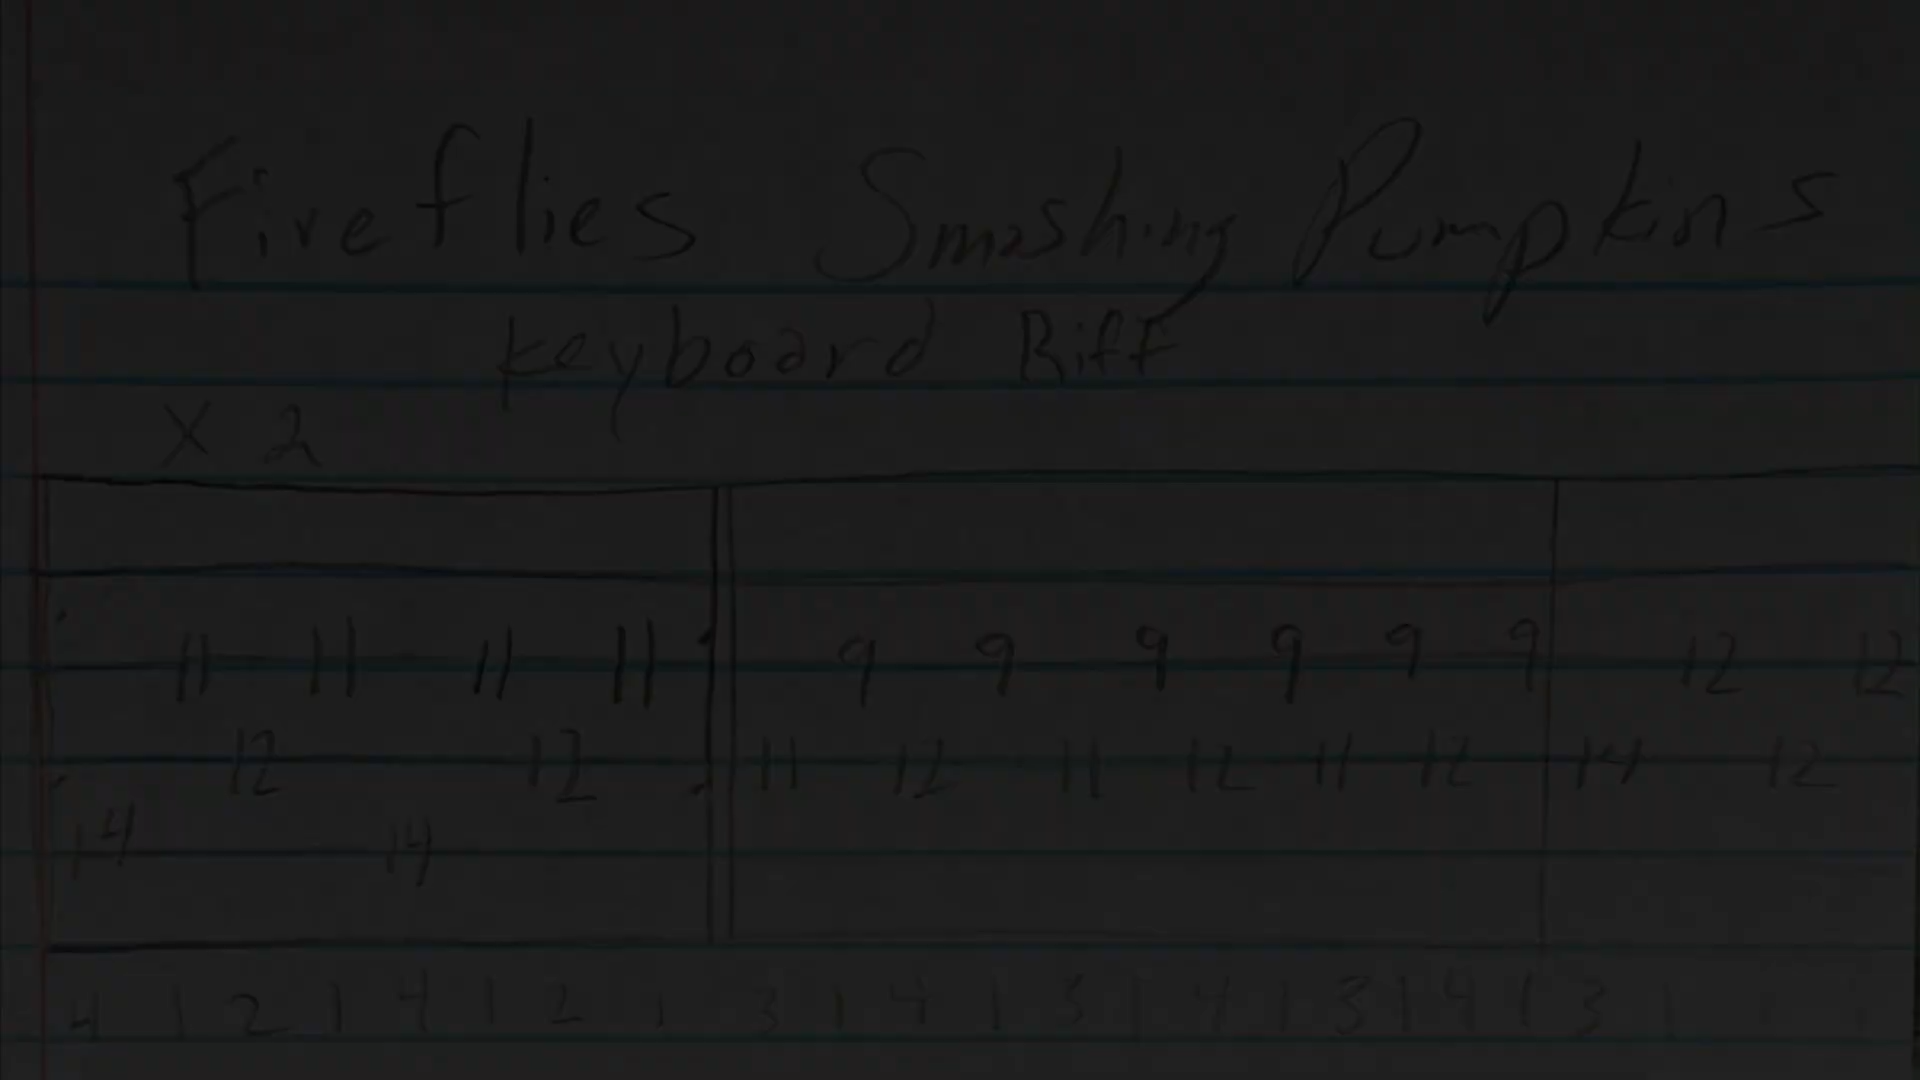 Fireflies Smashing Pumpkins
Keyboard Riff
X 2
11 11 11 11 9 9 9 9 9 9 12 12
12 12 11 12 11 12 11 12 14 12
14 14
4 1 2 1 4 1 2 1 3 1 4 1 3 1 4 1 3 1 4 1 3 1